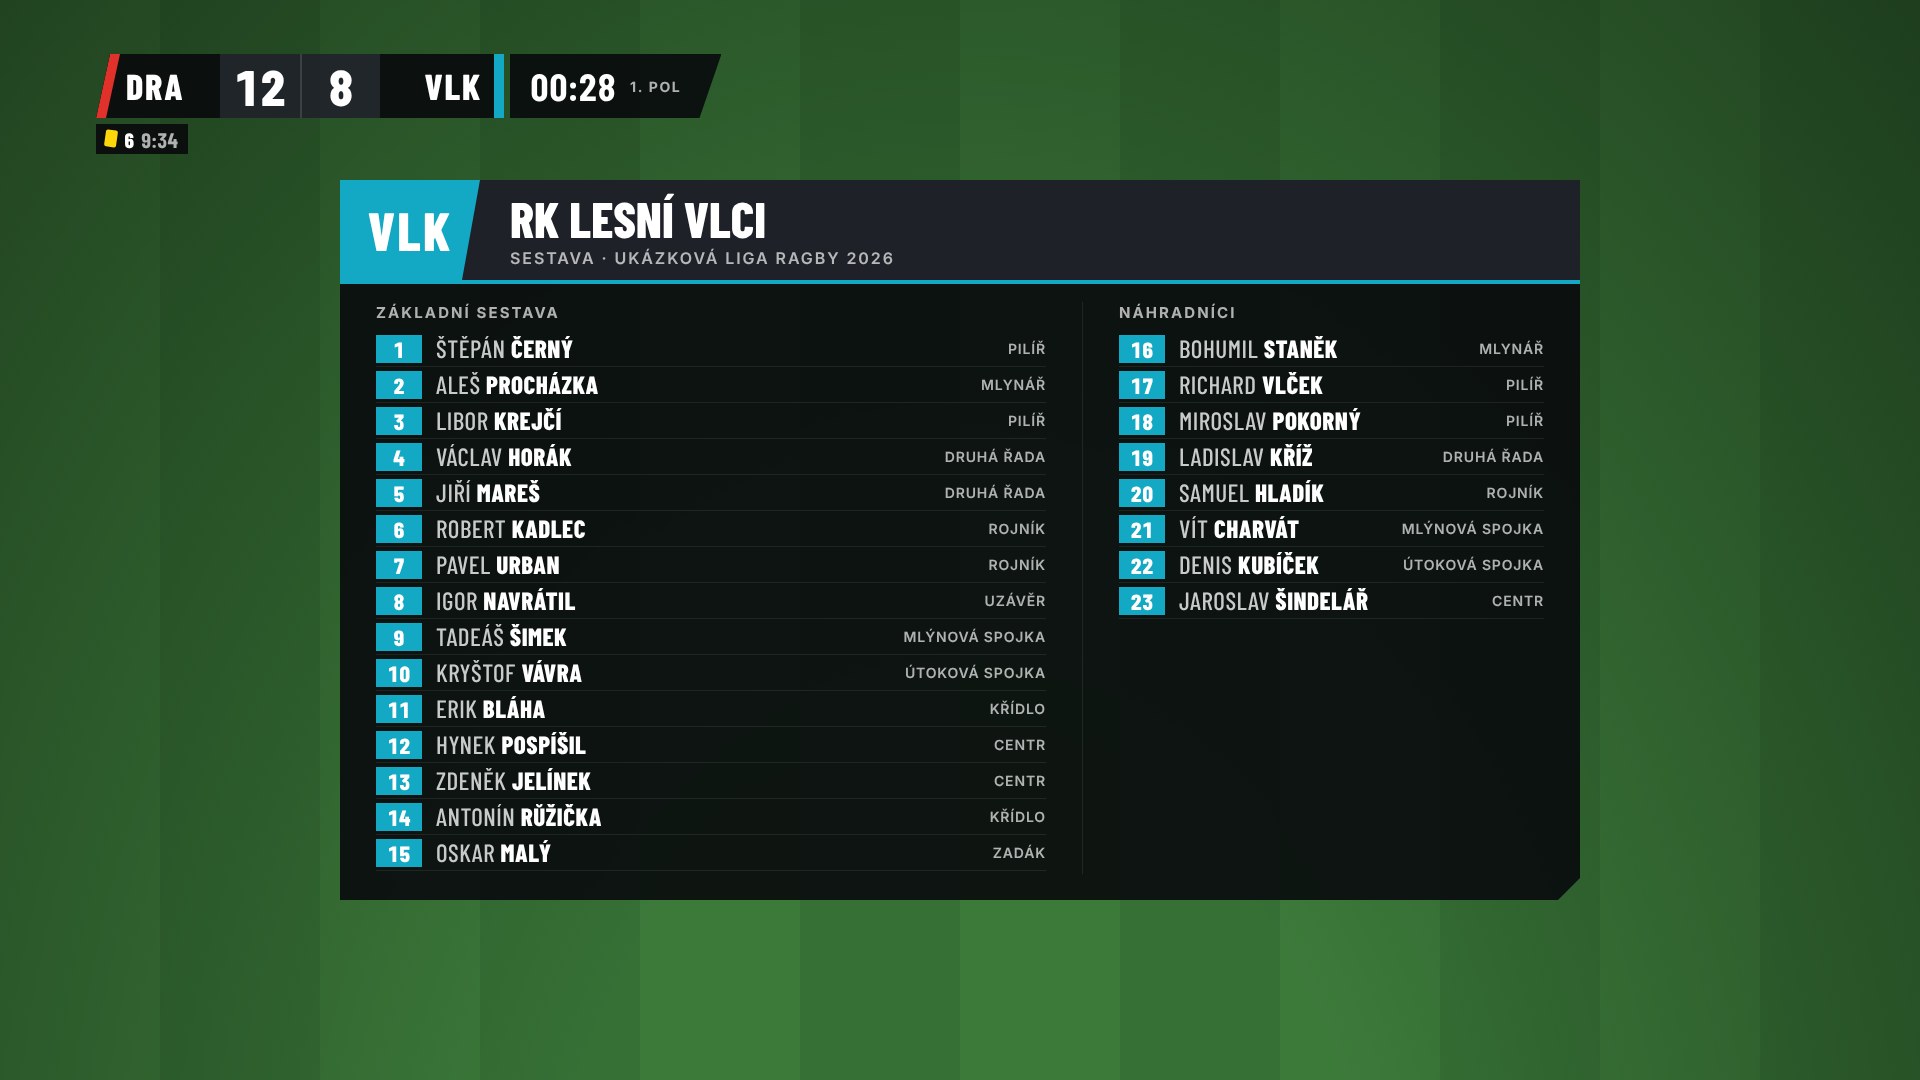 DRA 12 8 VLK 00:28 1. POL
6 9:34
VLK
RK LESNÍ VLCI
SESTAVA · UKÁZKOVÁ LIGA RAGBY 2026
ZÁKLADNÍ SESTAVA
1 ŠTĚPÁN ČERNÝ PILÍŘ
2 ALEŠ PROCHÁZKA MLYNÁŘ
3 LIBOR KREJČÍ PILÍŘ
4 VÁCLAV HORÁK DRUHÁ ŘADA
5 JIŘÍ MAREŠ DRUHÁ ŘADA
6 ROBERT KADLEC ROJNÍK
7 PAVEL URBAN ROJNÍK
8 IGOR NAVRÁTIL UZÁVĚR
9 TADEÁŠ ŠIMEK MLÝNOVÁ SPOJKA
10 KRYŠTOF VÁVRA ÚTOKOVÁ SPOJKA
11 ERIK BLÁHA KŘÍDLO
12 HYNEK POSPÍŠIL CENTR
13 ZDENĚK JELÍNEK CENTR
14 ANTONÍN RŮŽIČKA KŘÍDLO
15 OSKAR MALÝ ZADÁK
NÁHRADNÍCI
16 BOHUMIL STANĚK MLYNÁŘ
17 RICHARD VLČEK PILÍŘ
18 MIROSLAV POKORNÝ PILÍŘ
19 LADISLAV KŘÍŽ DRUHÁ ŘADA
20 SAMUEL HLADÍK ROJNÍK
21 VÍT CHARVÁT MLÝNOVÁ SPOJKA
22 DENIS KUBÍČEK ÚTOKOVÁ SPOJKA
23 JAROSLAV ŠINDELÁŘ CENTR